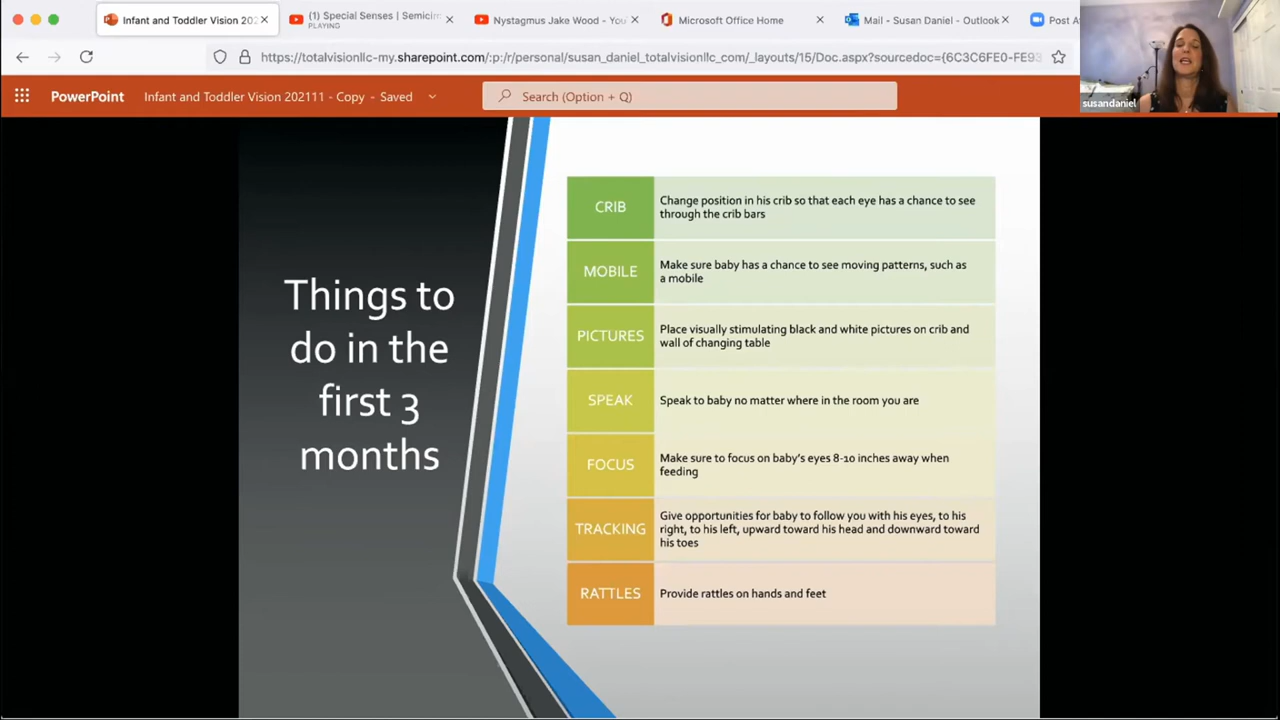 Infant and Toddler Vision 202
(1) Special Senses | Semicirc
PLAYING
Nystagmus Jake Wood - You
Microsoft Office Home
Mail - Susan Daniel - Outlook
Post A
https://totalvisionllc-my.sharepoint.com/:p:/r/personal/susan_daniel_totalvisionllc_com/_layouts/15/Doc.aspx?sourcedoc={6C3C6FE0-FE93
PowerPoint
Infant and Toddler Vision 202111 - Copy - Saved
Search (Option + Q)
susandaniel
Things to
do in the
first 3
months
CRIB
Change position in his crib so that each eye has a chance to see
through the crib bars
MOBILE
Make sure baby has a chance to see moving patterns, such as
a mobile
PICTURES
Place visually stimulating black and white pictures on crib and
wall of changing table
SPEAK
Speak to baby no matter where in the room you are
FOCUS
Make sure to focus on baby's eyes 8-10 inches away when
feeding
TRACKING
Give opportunities for baby to follow you with his eyes, to his
right, to his left, upward toward his head and downward toward
his toes
RATTLES
Provide rattles on hands and feet